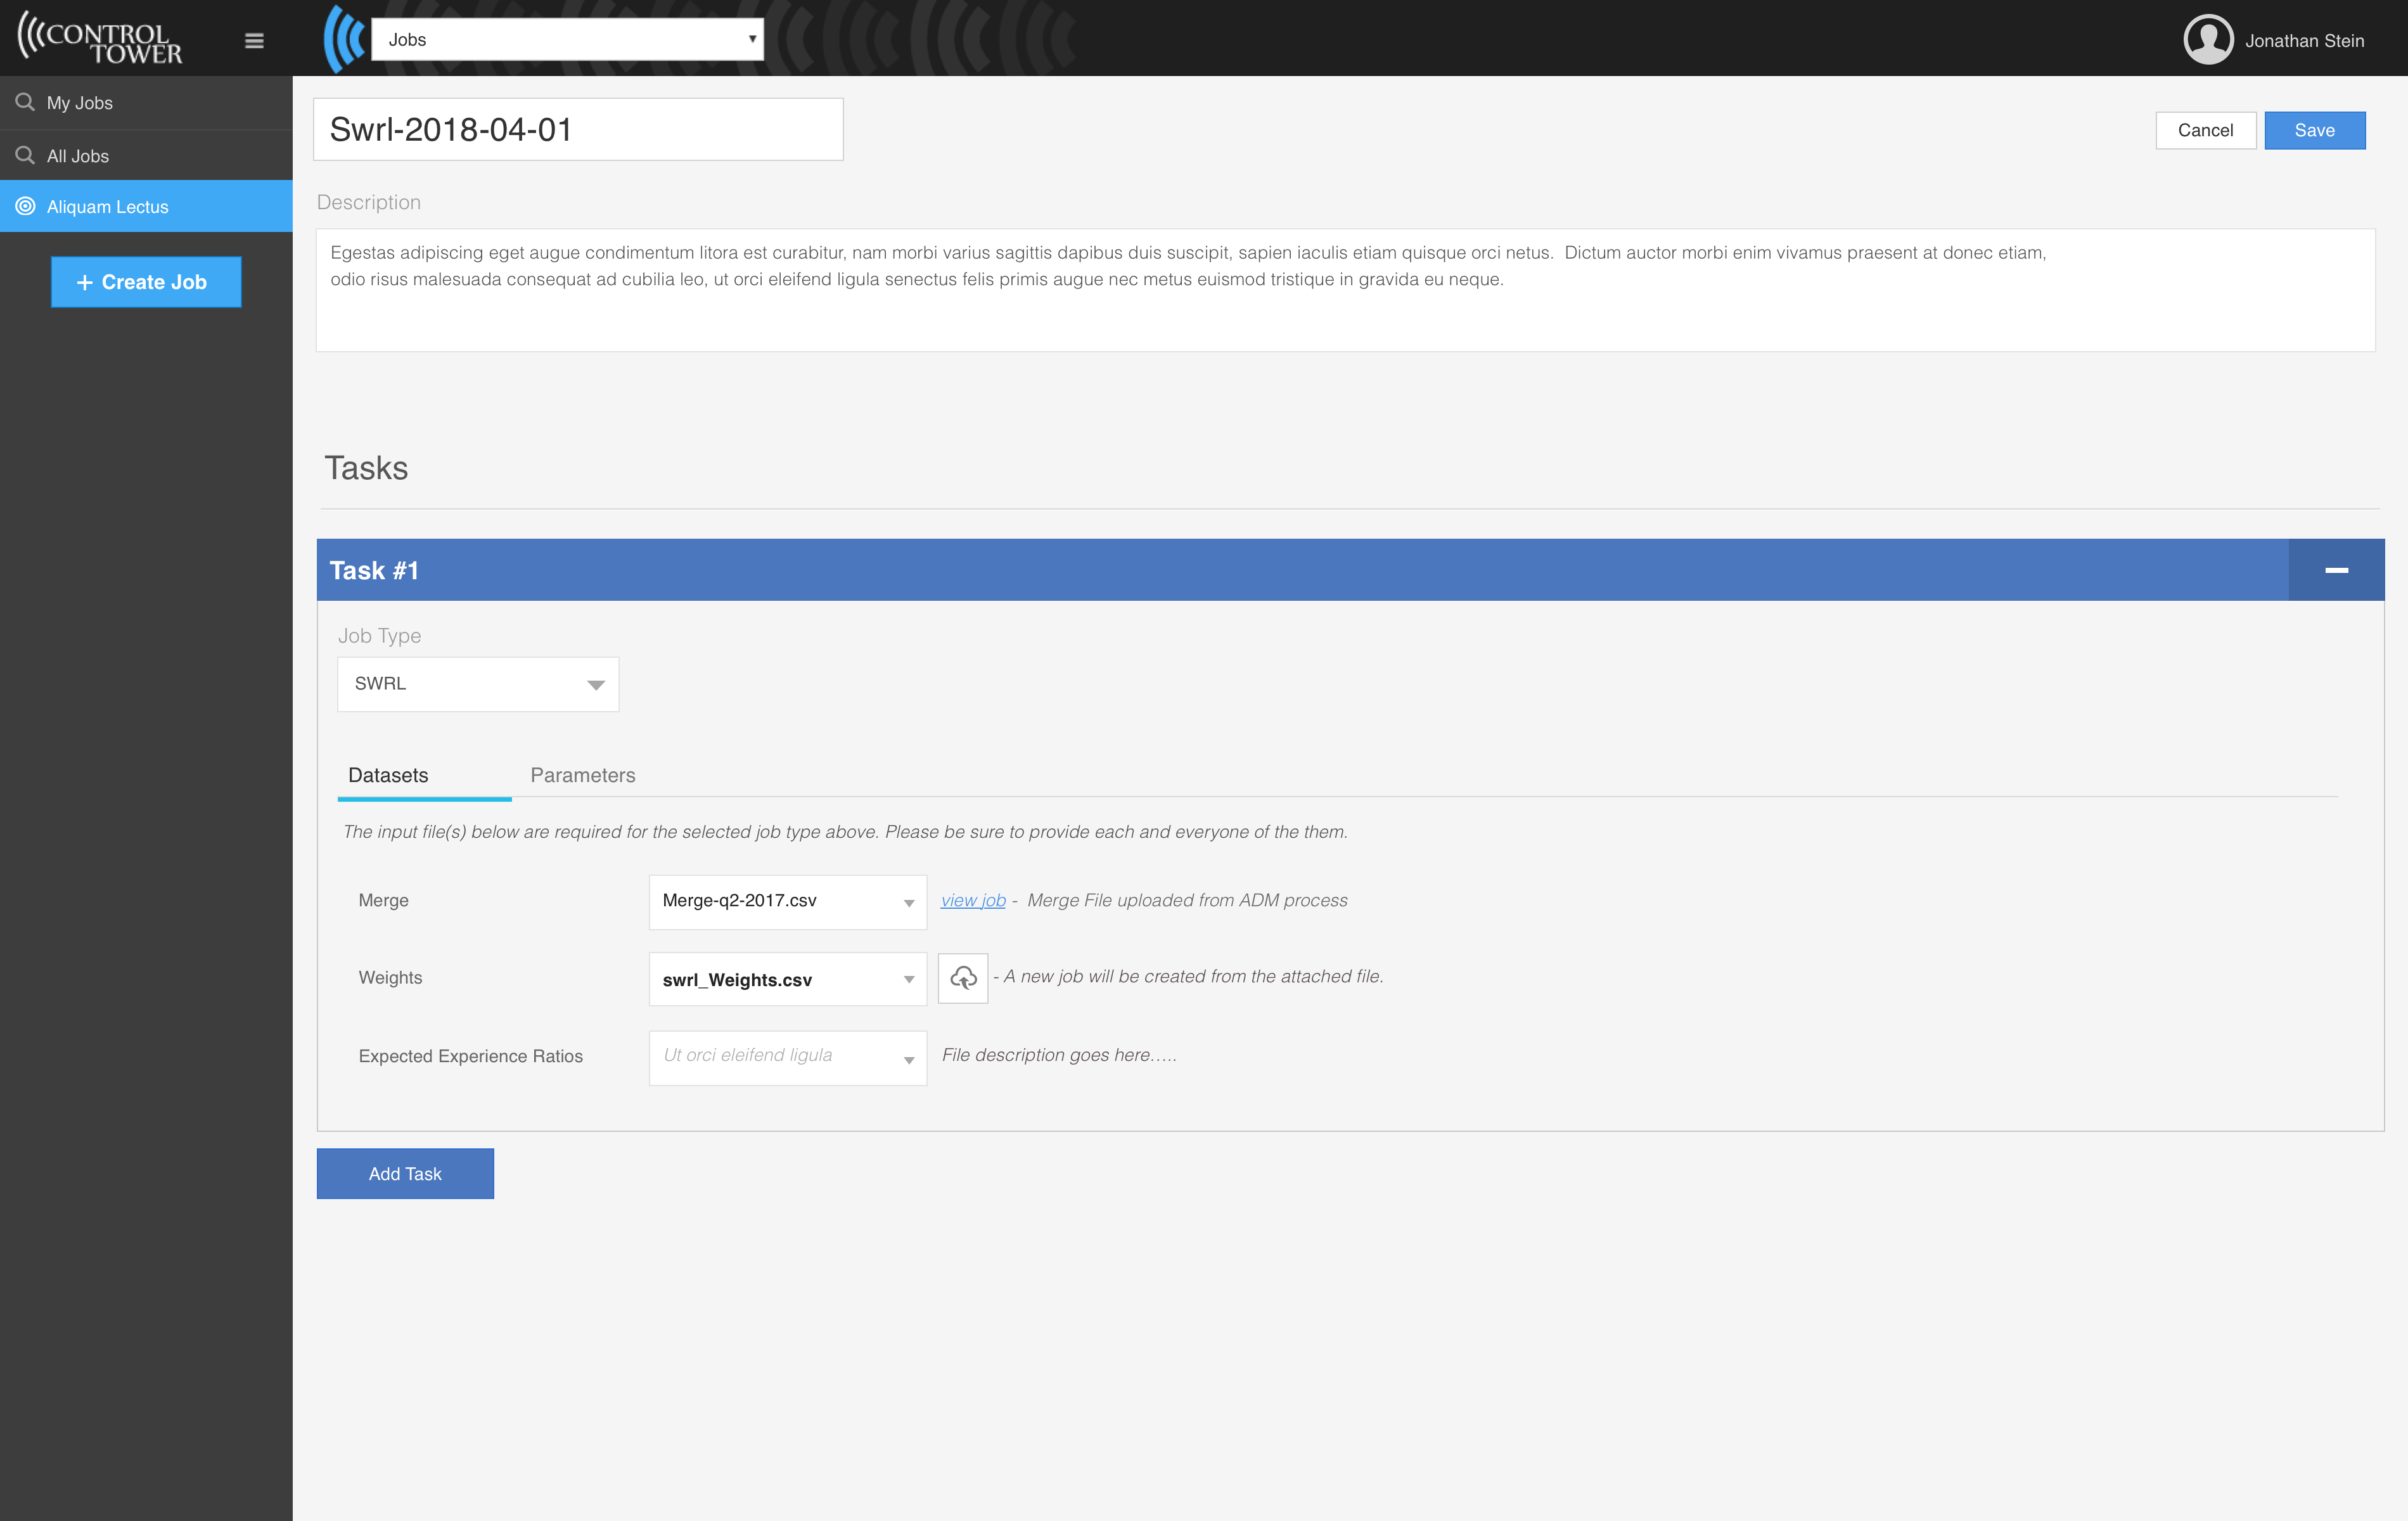 CONTROL
TOWER
Jobs
Jonathan Stein
My Jobs
All Jobs
Aliquam Lectus
+ Create Job
Swrl-2018-04-01
Cancel
Save
Description
Egestas adipiscing eget augue condimentum litora est curabitur, nam morbi varius sagittis dapibus duis suscipit, sapien iaculis etiam quisque orci netus.  Dictum auctor morbi enim vivamus praesent at donec etiam,
odio risus malesuada consequat ad cubilia leo, ut orci eleifend ligula senectus felis primis augue nec metus euismod tristique in gravida eu neque.
Tasks
Task #1
Job Type
SWRL
Datasets
Parameters
The input file(s) below are required for the selected job type above. Please be sure to provide each and everyone of the them.
Merge
Merge-q2-2017.csv
view job - Merge File uploaded from ADM process
Weights
swrl_Weights.csv
- A new job will be created from the attached file.
Expected Experience Ratios
Ut orci eleifend ligula
File description goes here.....
Add Task